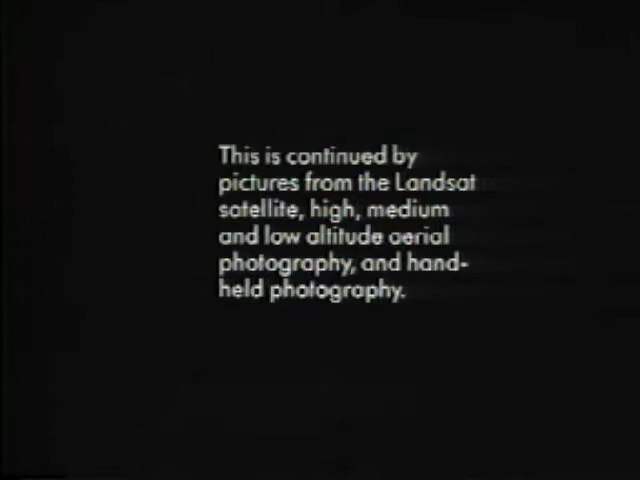 This is continued by
pictures from the Landsat
satellite, high, medium
and low altitude aerial
photography, and hand-
held photography.